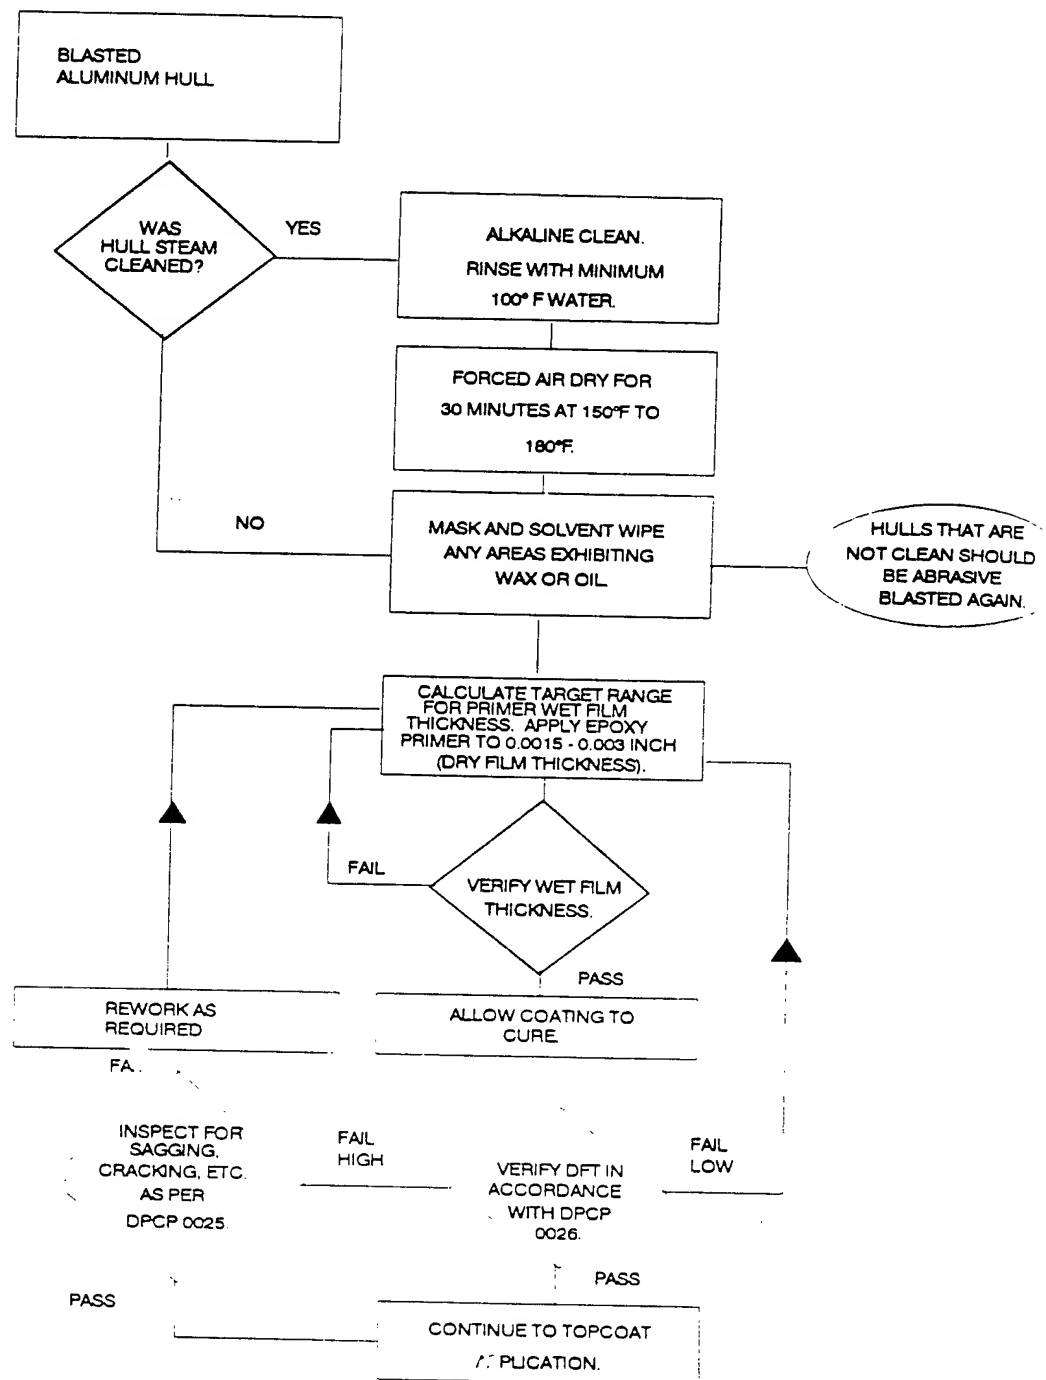 BLASTED
ALUMINUM HULL
WAS
HULL STEAM
CLEANED?
YES
ALKALINE CLEAN.
RINSE WITH MINIMUM
100° F WATER.
FORCED AIR DRY FOR
30 MINUTES AT 150°F TO
180°F.
NO
MASK AND SOLVENT WIPE
ANY AREAS EXHIBITING
WAX OR OIL
HULLS THAT ARE
NOT CLEAN SHOULD
BE ABRASIVE
BLASTED AGAIN.
CALCULATE TARGET RANGE
FOR PRIMER WET FILM
THICKNESS. APPLY EPOXY
PRIMER TO 0.0015 - 0.003 INCH
(DRY FILM THICKNESS).
FAIL
VERIFY WET FILM
THICKNESS.
PASS
REWORK AS
REQUIRED
ALLOW COATING TO
CURE
INSPECT FOR
SAGGING,
CRACKING, ETC.
AS PER
DPCP 0025.
FAIL
HIGH
VERIFY DFT IN
ACCORDANCE
WITH DPCP
0026.
FAIL
LOW
PASS
PASS
CONTINUE TO TOPCOAT